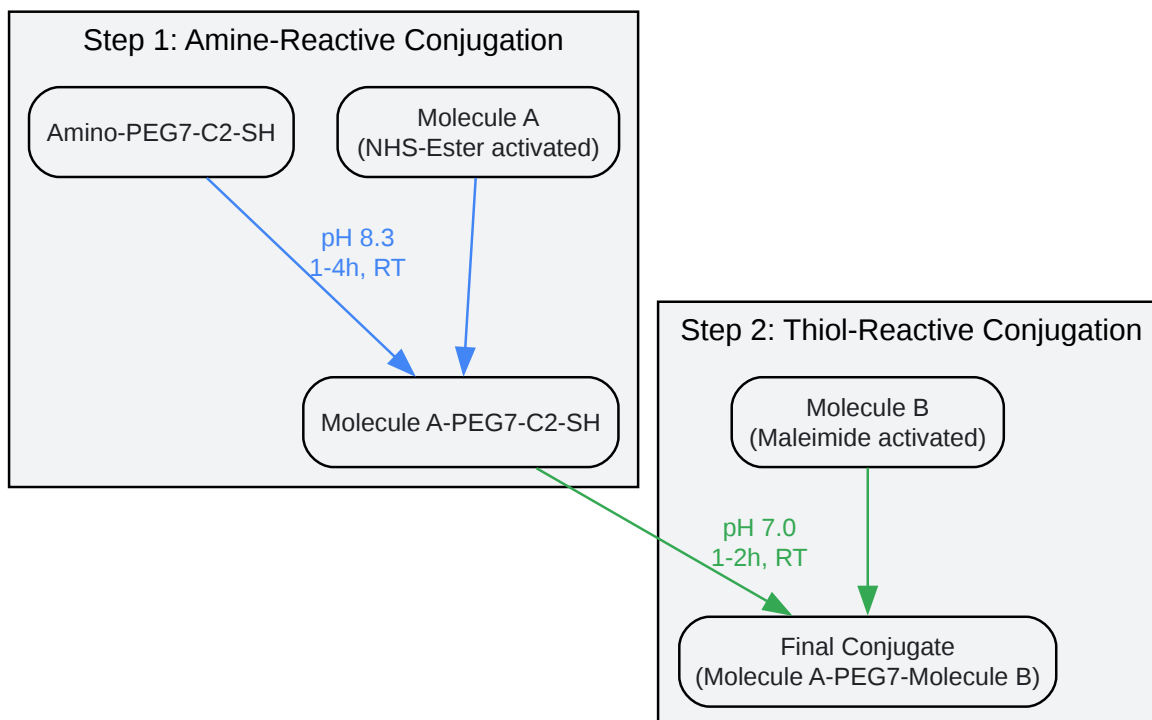 Step 1: Amine-Reactive Conjugation
Amino-PEG7-C2-SH
Molecule A
(NHS-Ester activated)
pH 8.3
1-4h, RT
Molecule A-PEG7-C2-SH
Step 2: Thiol-Reactive Conjugation
Molecule B
(Maleimide activated)
pH 7.0
1-2h, RT
Final Conjugate
(Molecule A-PEG7-Molecule B)